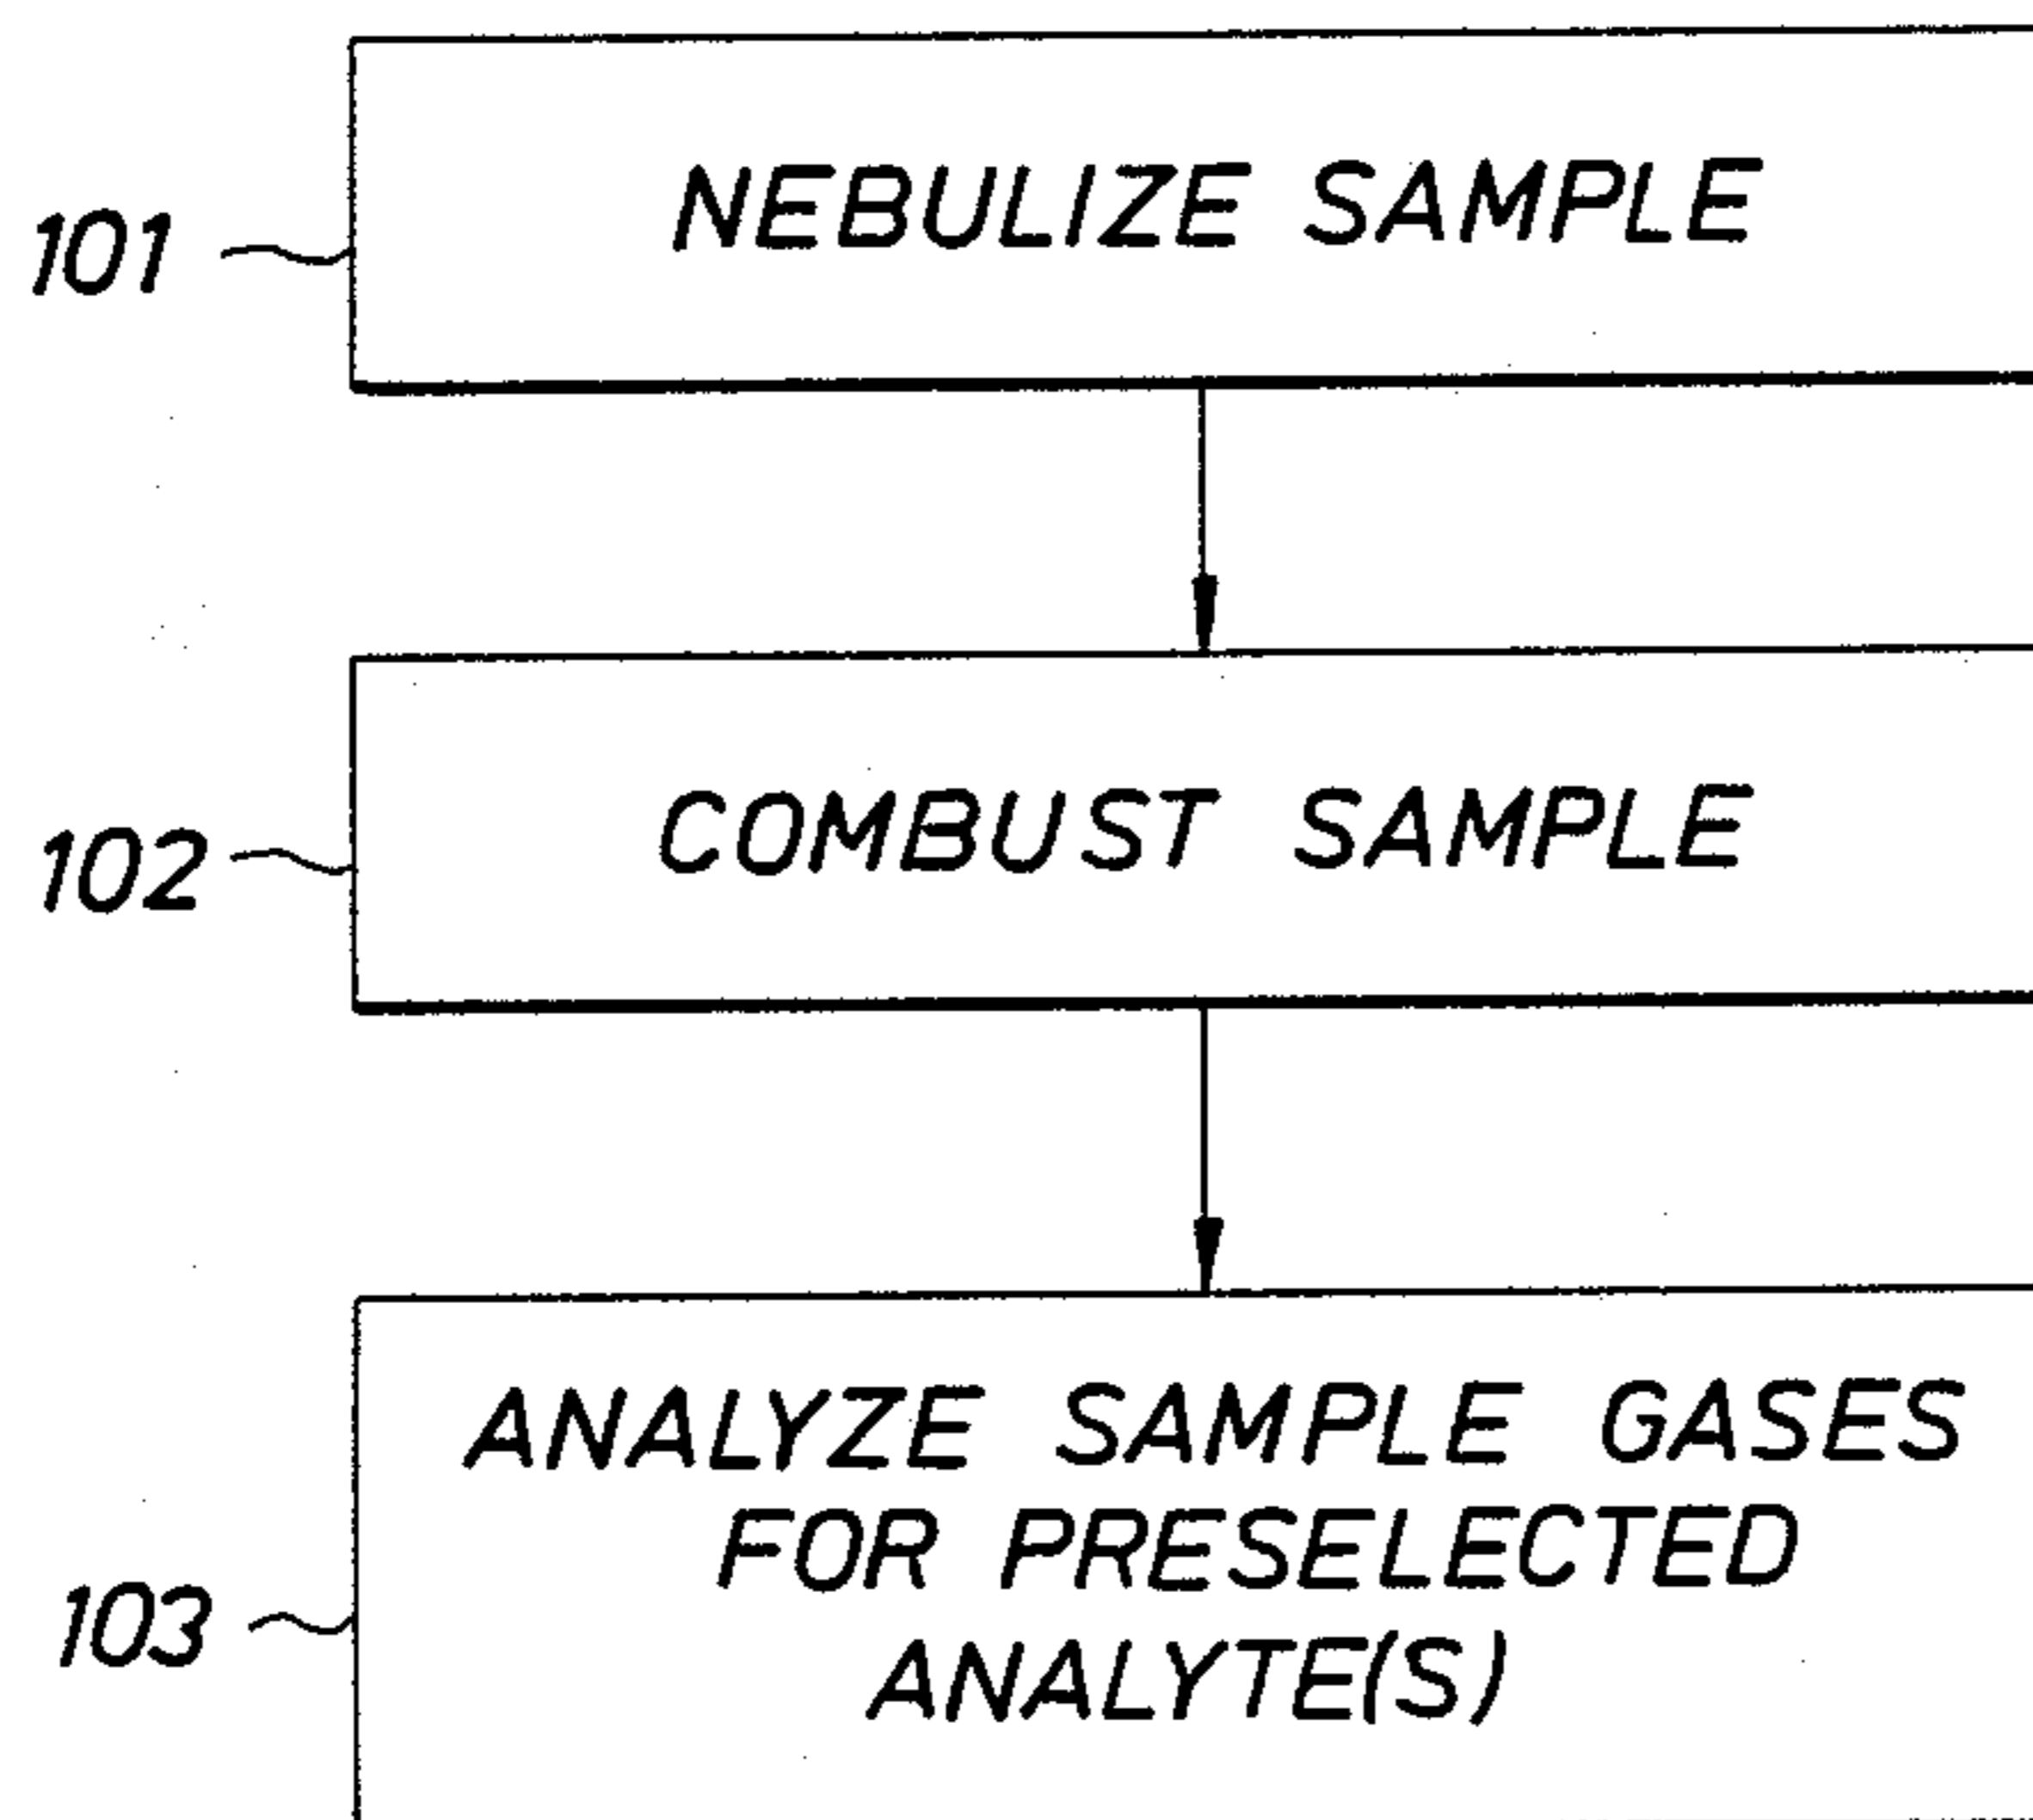 101
NEBULIZE SAMPLE
102
COMBUST SAMPLE
103
ANALYZE SAMPLE GASES
FOR PRESELECTED
ANALYTE(S)